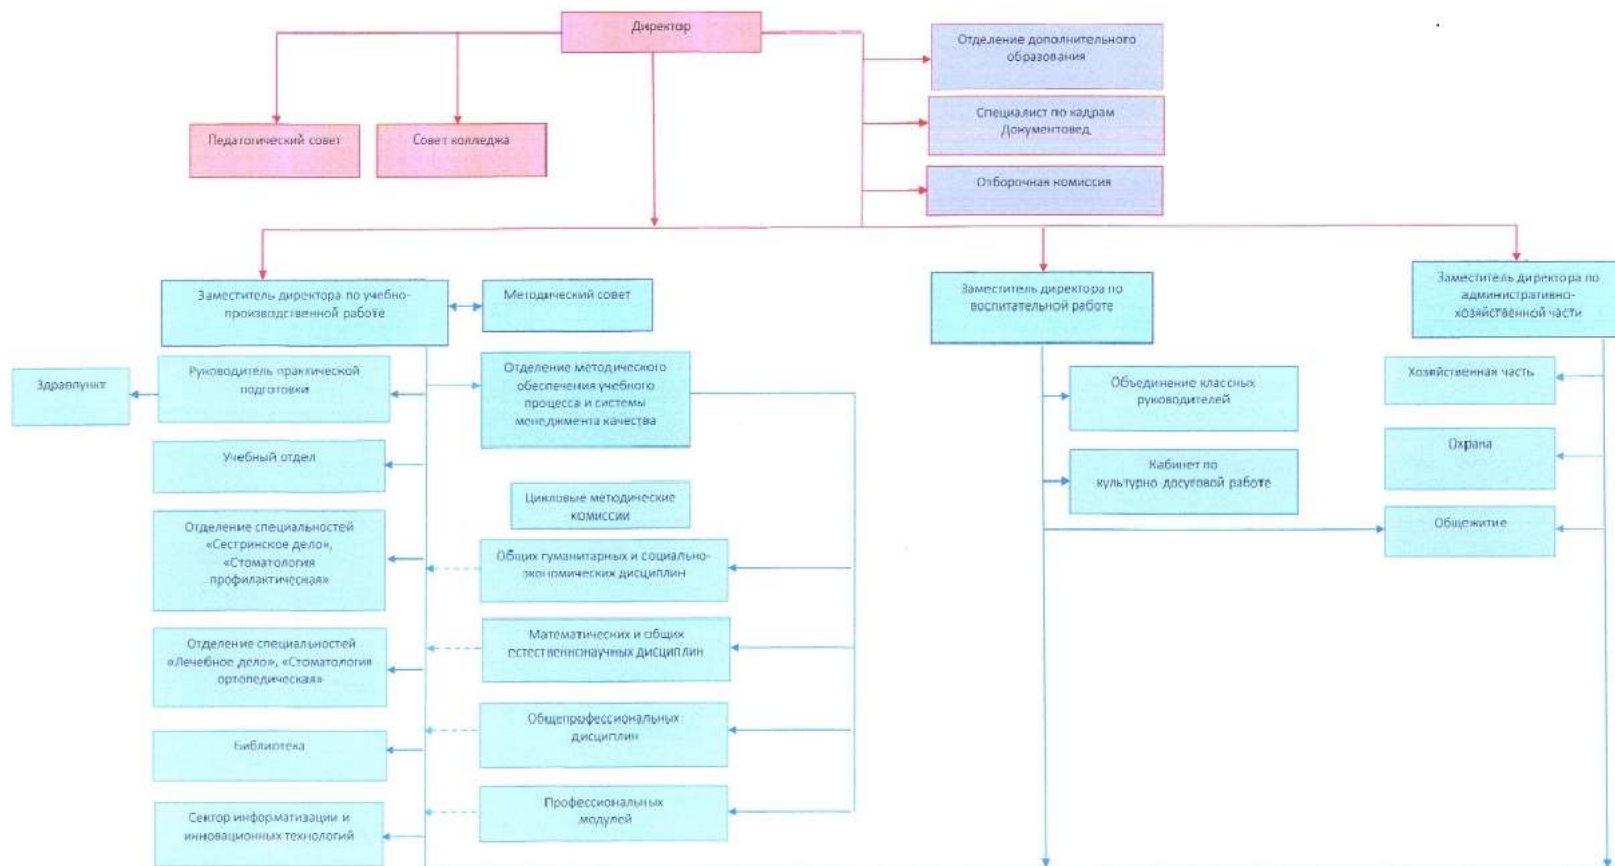 Директор
Отделение дополнительного
образования
Специалист по кадрам
Документовед
Отборочная комиссия
Педагогический совет
Совет колледжа
Заместитель директора по учебно-
производственной работе
Методический совет
Заместитель директора по
воспитательной работе
Заместитель директора по
административно-
хозяйственной части
Здравпункт
Руководитель практической
подготовки
Отделение методического
обеспечения учебного
процесса и системы
менеджмента качества
Объединение классных
руководителей
Хозяйственная часть
Учебный отдел
Кабинет по
культурно-досуговой работе
Охрана
Цикловые методические
комиссии
Общежитие
Отделение специальностей
«Сестринское дело»,
«Стоматология
профилактическая»
Общих гуманитарных и социально-
экономических дисциплин
Отделение специальностей
«Лечебное дело», «Стоматология
ортопедическая»
Математических и общих
естественнонаучных дисциплин
Общепрофессиональных
дисциплин
Библиотека
Сектор информатизации и
инновационных технологий
Профессиональных
модулей